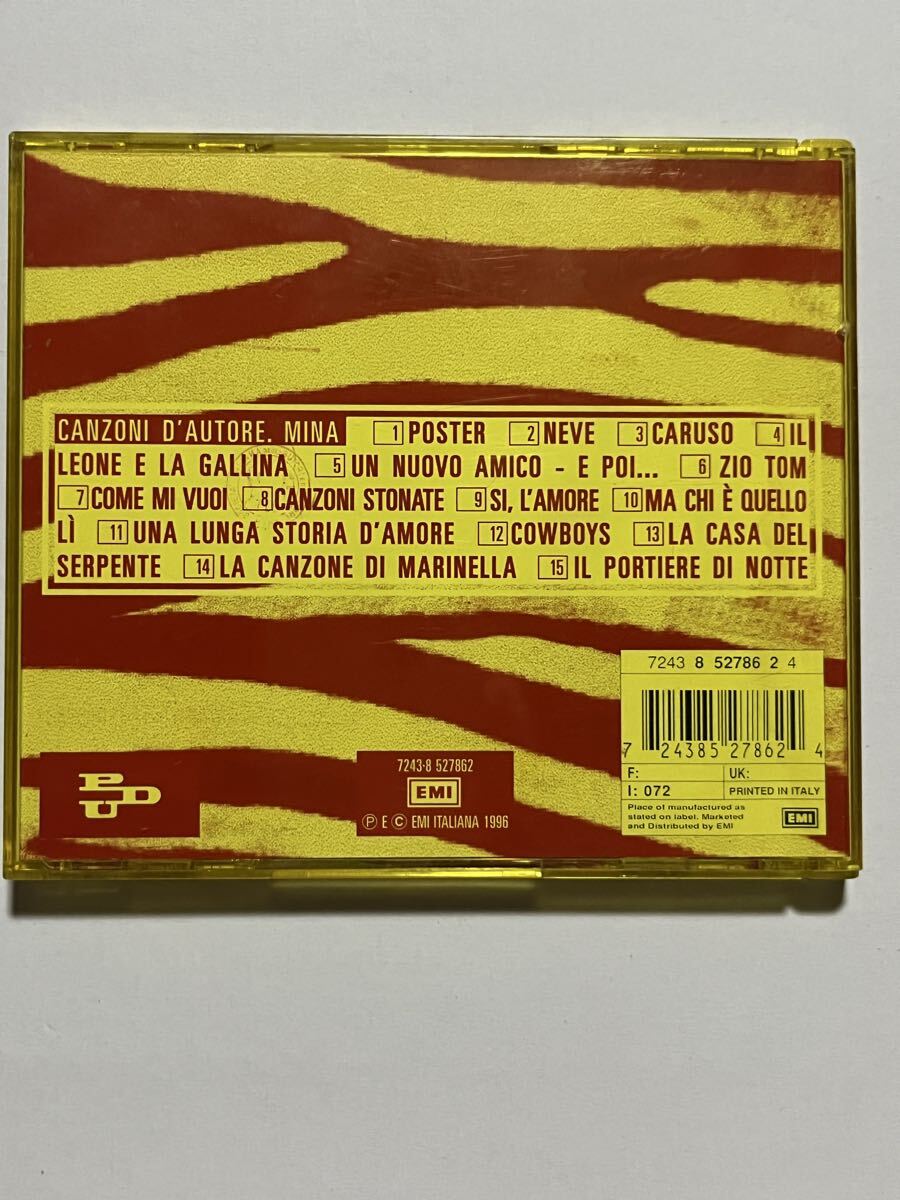 CANZONI D'AUTORE. MINA 1 POSTER 2 NEVE 3 CARUSO 4 IL
LEONE E LA GALLINA 5 UN NUOVO AMICO - E POI... 6 ZIO TOM
7 COME MI VUOI 8 CANZONI STONATE 9 SI, L'AMORE 10 MA CHI È QUELLO
LÌ 11 UNA LUNGA STORIA D'AMORE 12 COWBOYS 13 LA CASA DEL
SERPENTE 14 LA CANZONE DI MARINELLA 15 IL PORTIERE DI NOTTE
7243 8 52786 2 4
7 24385 27862 4
F: UK:
I: 072 PRINTED IN ITALY
Place of manufactured as
stated on label. Marketed
and Distributed by EMI
EMI
PDU
7243-8 527862
EMI
Ⓟ E © EMI ITALIANA 1996